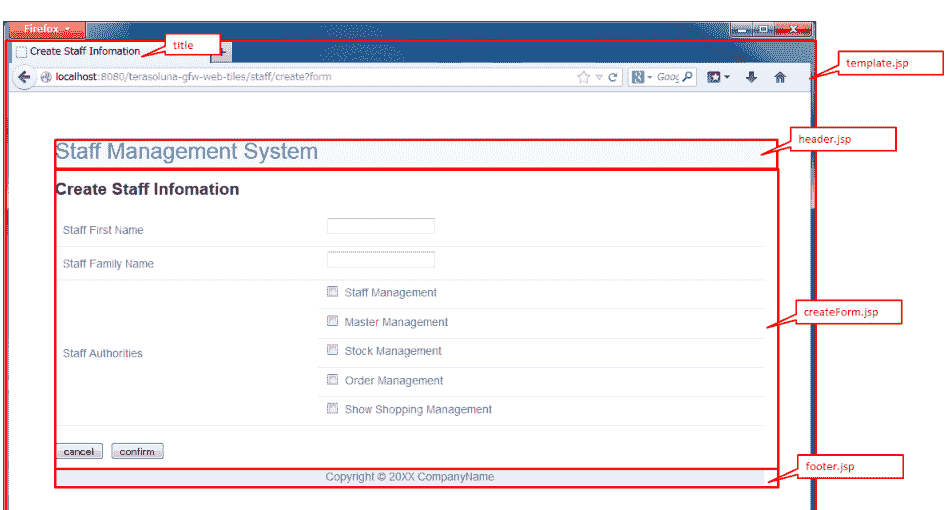 Firefox
Create Staff Infomation
title
+
localhost:8080/terasoluna-gfw-web-tiles/staff/create?form
Goog
template.jsp
Staff Management System
header.jsp
Create Staff Infomation
Staff First Name
Staff Family Name
Staff Management
Master Management
createForm.jsp
Staff Authorities
Stock Management
Order Management
Show Shopping Management
cancel confirm
footer.jsp
Copyright © 20XX CompanyName